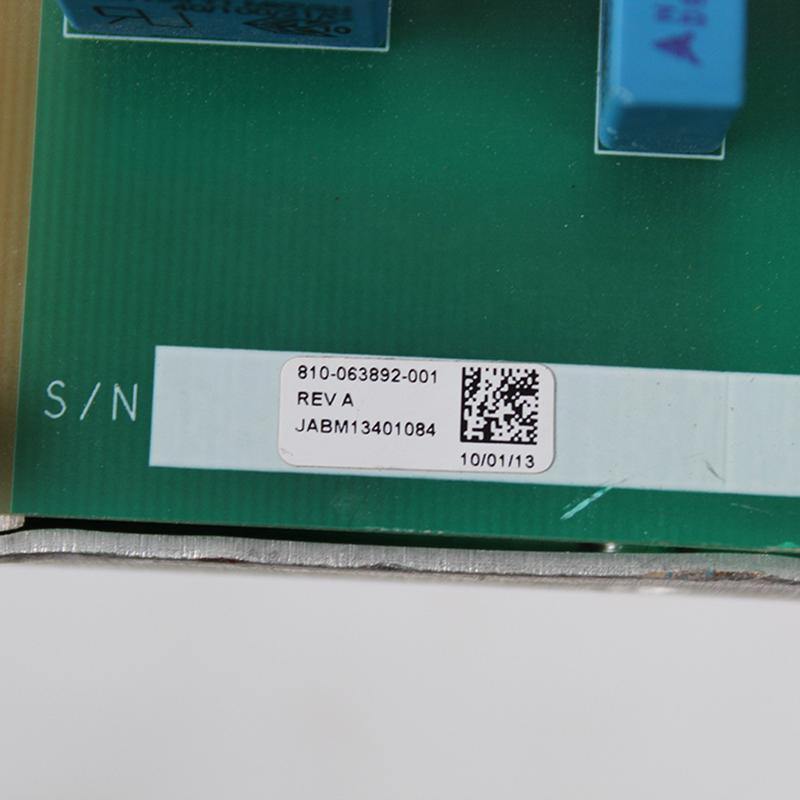 S/N
810-063892-001
REV A
JABM13401084
10/01/13